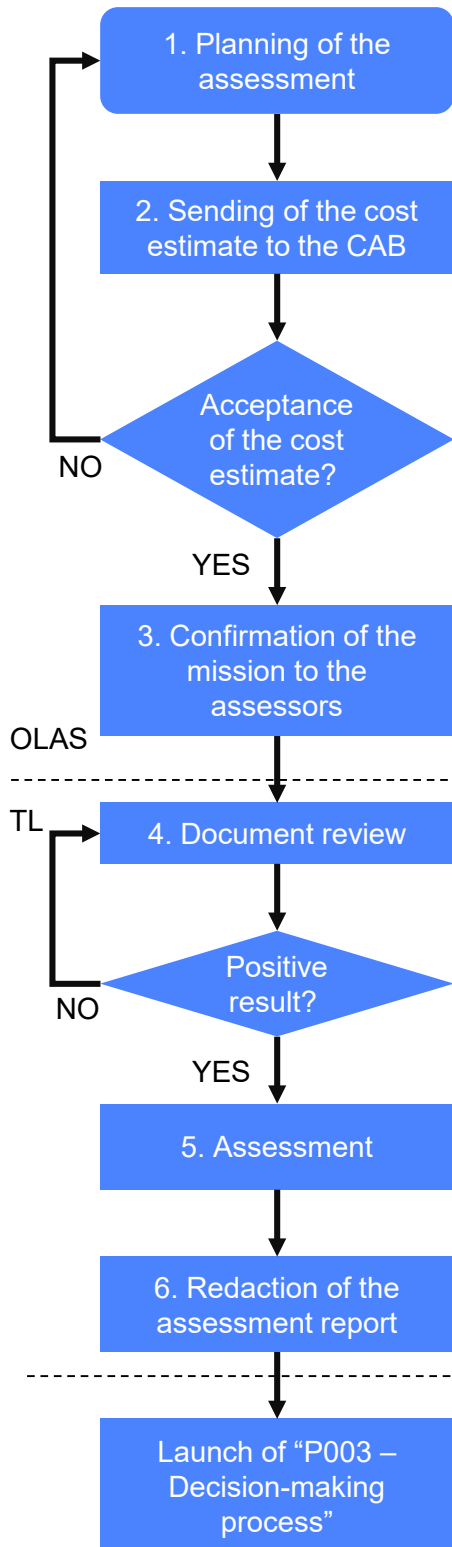 1. Planning of the
assessment
2. Sending of the cost
estimate to the CAB
Acceptance
of the cost
estimate?
NO
YES
3. Confirmation of the
mission to the
assessors
OLAS
TL
4. Document review
Positive
result?
NO
YES
5. Assessment
6. Redaction of the
assessment report
Launch of “P003 –
Decision-making
process”